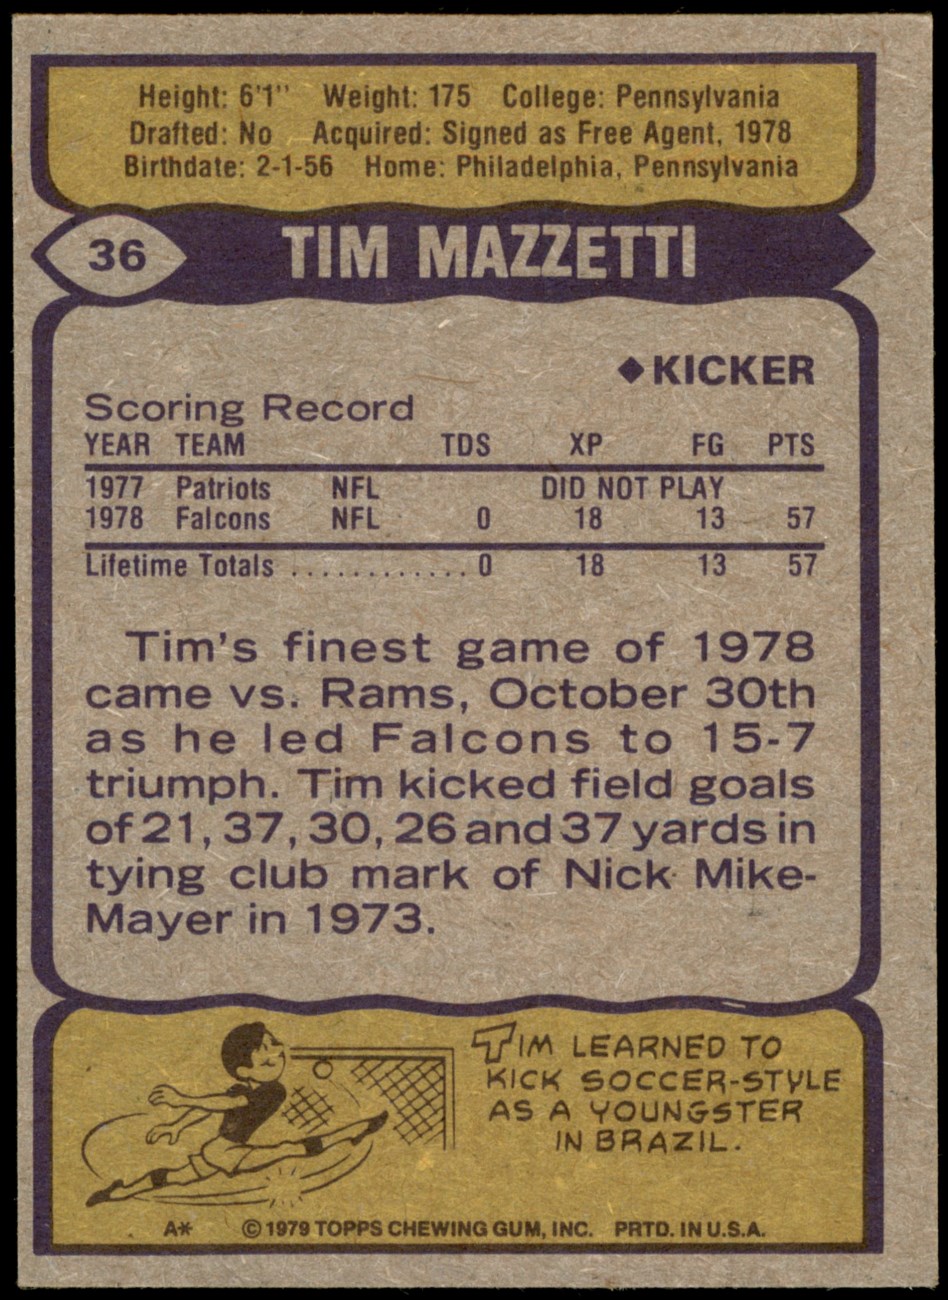 Height: 6'1" Weight: 175 College: Pennsylvania
Drafted: No Acquired: Signed as Free Agent, 1978
Birthdate: 2-1-56 Home: Philadelphia, Pennsylvania
36 TIM MAZZETTI
◆KICKER
Scoring Record
YEAR TEAM TDS XP FG PTS
1977 Patriots NFL DID NOT PLAY
1978 Falcons NFL 0 18 13 57
Lifetime Totals ............. 0 18 13 57
Tim's finest game of 1978
came vs. Rams, October 30th
as he led Falcons to 15-7
triumph. Tim kicked field goals
of 21, 37, 30, 26 and 37 yards in
tying club mark of Nick Mike-
Mayer in 1973.
TIM LEARNED TO
KICK SOCCER-STYLE
AS A YOUNGSTER
IN BRAZIL.
A* © 1979 TOPPS CHEWING GUM, INC. PRTD. IN U.S.A.